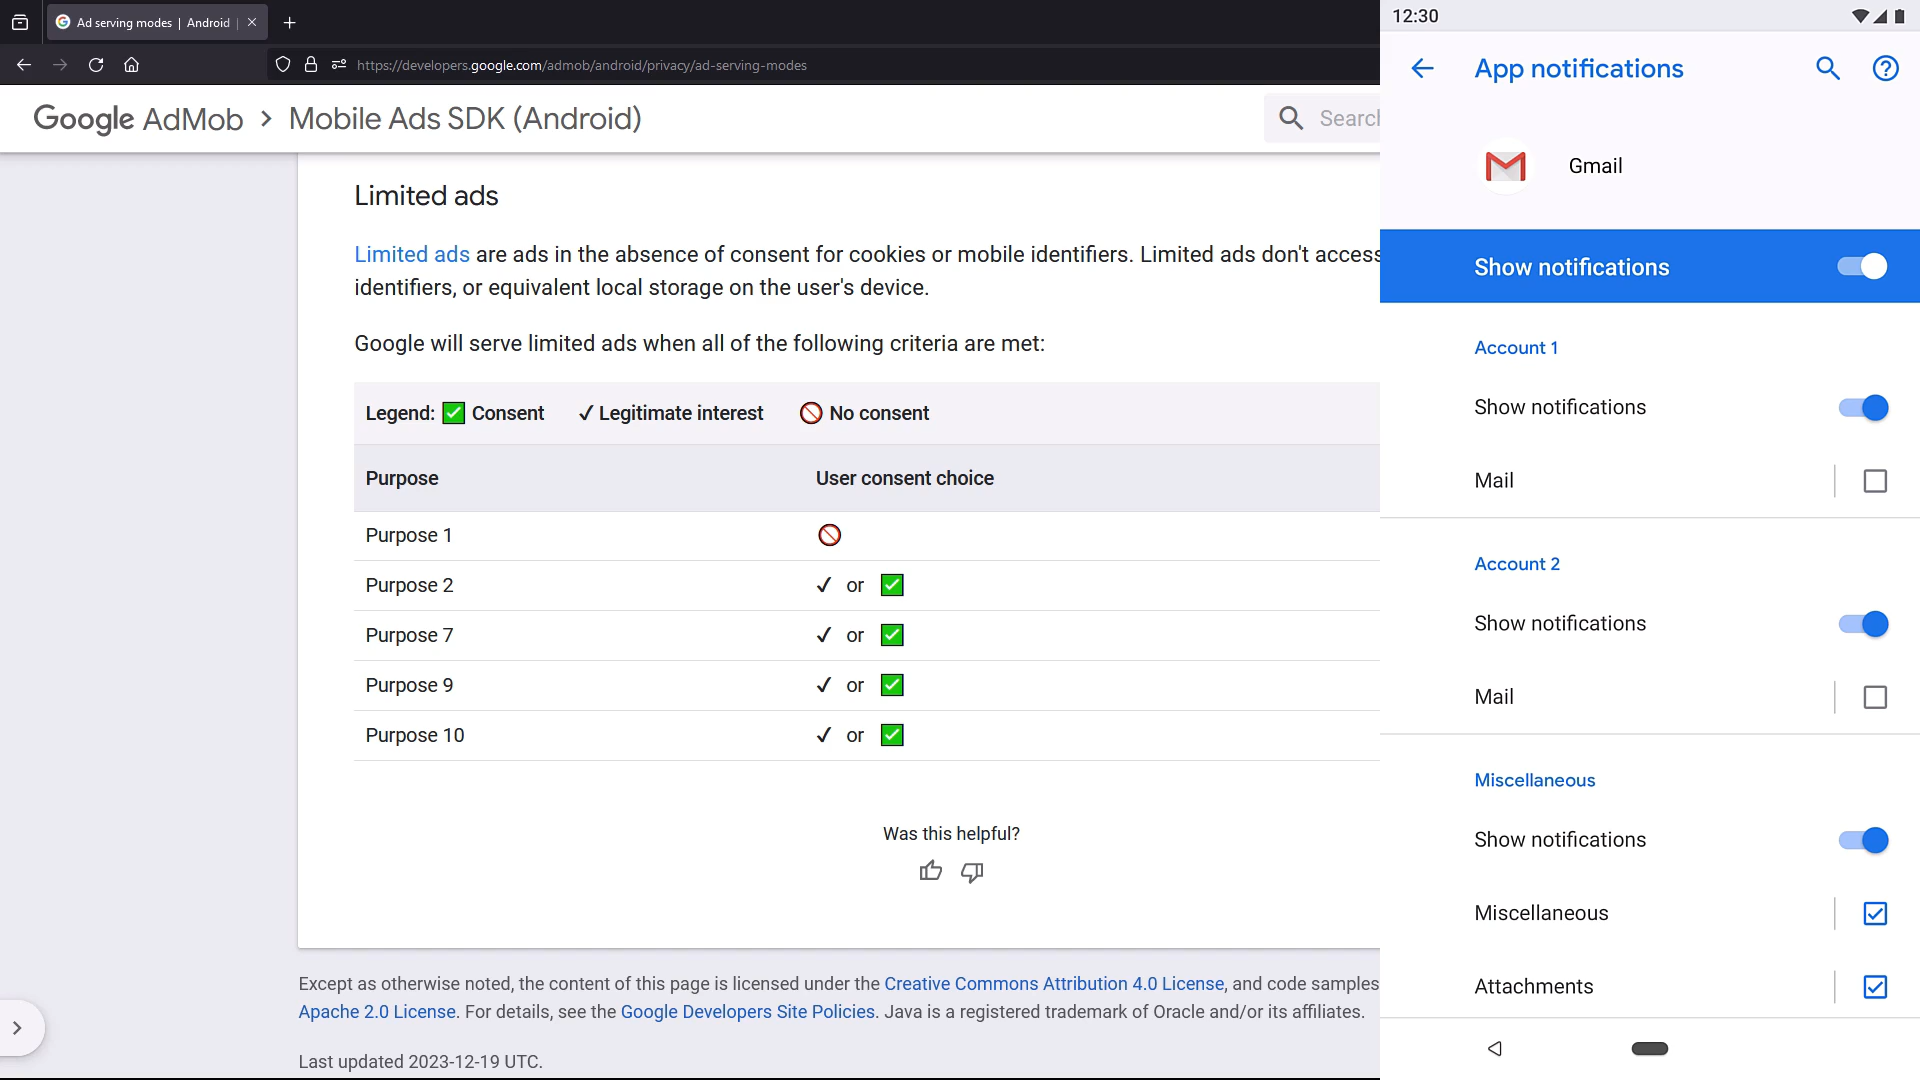 Ad serving modes | Android
https://developers.google.com/admob/android/privacy/ad-serving-modes
Google AdMob > Mobile Ads SDK (Android)
Search
Limited ads
Limited ads are ads in the absence of consent for cookies or mobile identifiers. Limited ads don't access
identifiers, or equivalent local storage on the user's device.
Google will serve limited ads when all of the following criteria are met:
Legend: ✅ Consent ✓ Legitimate interest 🚫 No consent
Purpose User consent choice
Purpose 1 🚫
Purpose 2 ✓ or ✅
Purpose 7 ✓ or ✅
Purpose 9 ✓ or ✅
Purpose 10 ✓ or ✅
Was this helpful?
Except as otherwise noted, the content of this page is licensed under the Creative Commons Attribution 4.0 License, and code samples
Apache 2.0 License. For details, see the Google Developers Site Policies. Java is a registered trademark of Oracle and/or its affiliates.
Last updated 2023-12-19 UTC.
12:30
App notifications
Gmail
Show notifications
Account 1
Show notifications
Mail
Account 2
Show notifications
Mail
Miscellaneous
Show notifications
Miscellaneous
Attachments